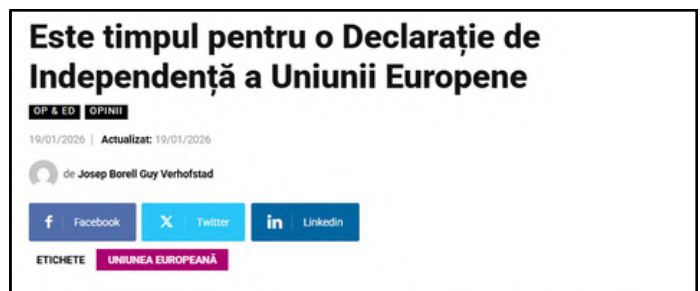 Este timpul pentru o Declarație de
Independență a Uniunii Europene
OP & ED OPINII
19/01/2026 | Actualizat: 19/01/2026
de Josep Borell Guy Verhofstad
f Facebook X Twitter in Linkedin
ETICHETE UNIUNEA EUROPEANĂ